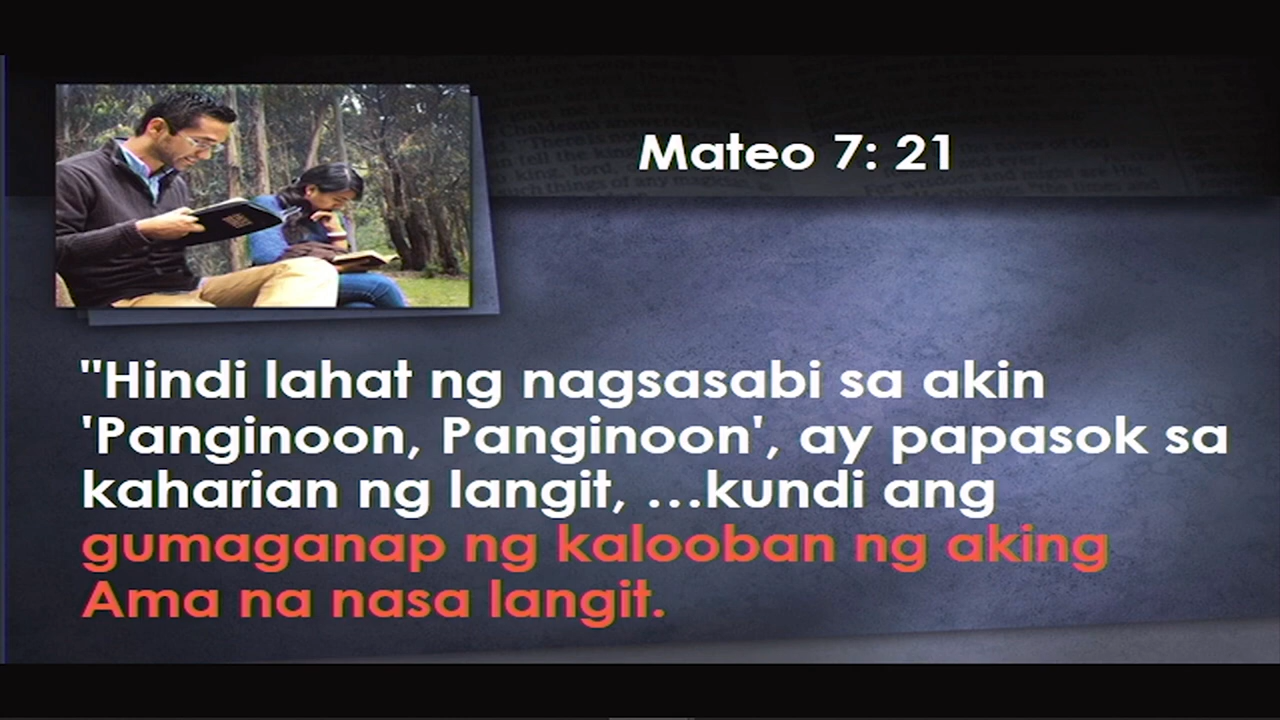 Mateo 7: 21
"Hindi lahat ng nagsasabi sa akin
'Panginoon, Panginoon', ay papasok sa
kaharian ng langit, ...kundi ang
gumaganap ng kalooban ng aking
Ama na nasa langit.